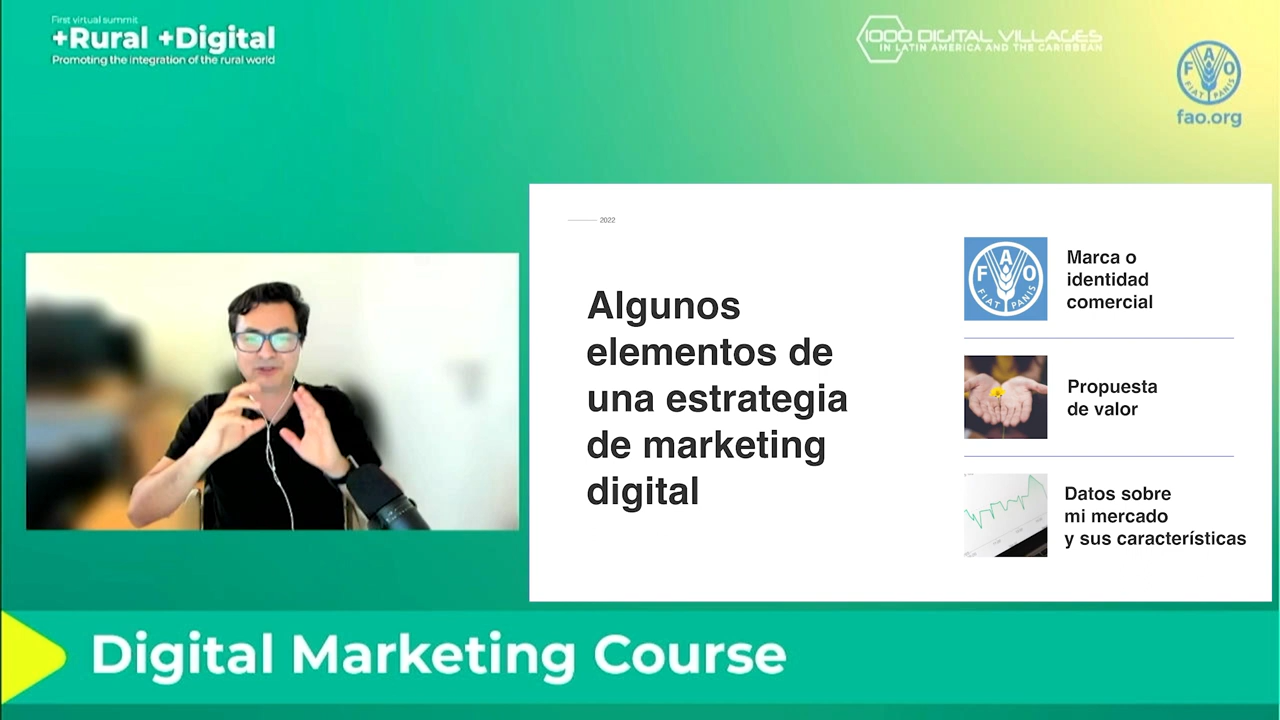 First virtual summit
+Rural +Digital
Promoting the integration of the rural world
1000 DIGITAL VILLAGES
IN LATIN AMERICA AND THE CARIBBEAN
F A O
FIAT PANIS
fao.org
2022
Algunos
elementos de
una estrategia
de marketing
digital
F A O
FIAT PANIS
Marca o
identidad
comercial
Propuesta
de valor
Datos sobre
mi mercado
y sus características
Digital Marketing Course